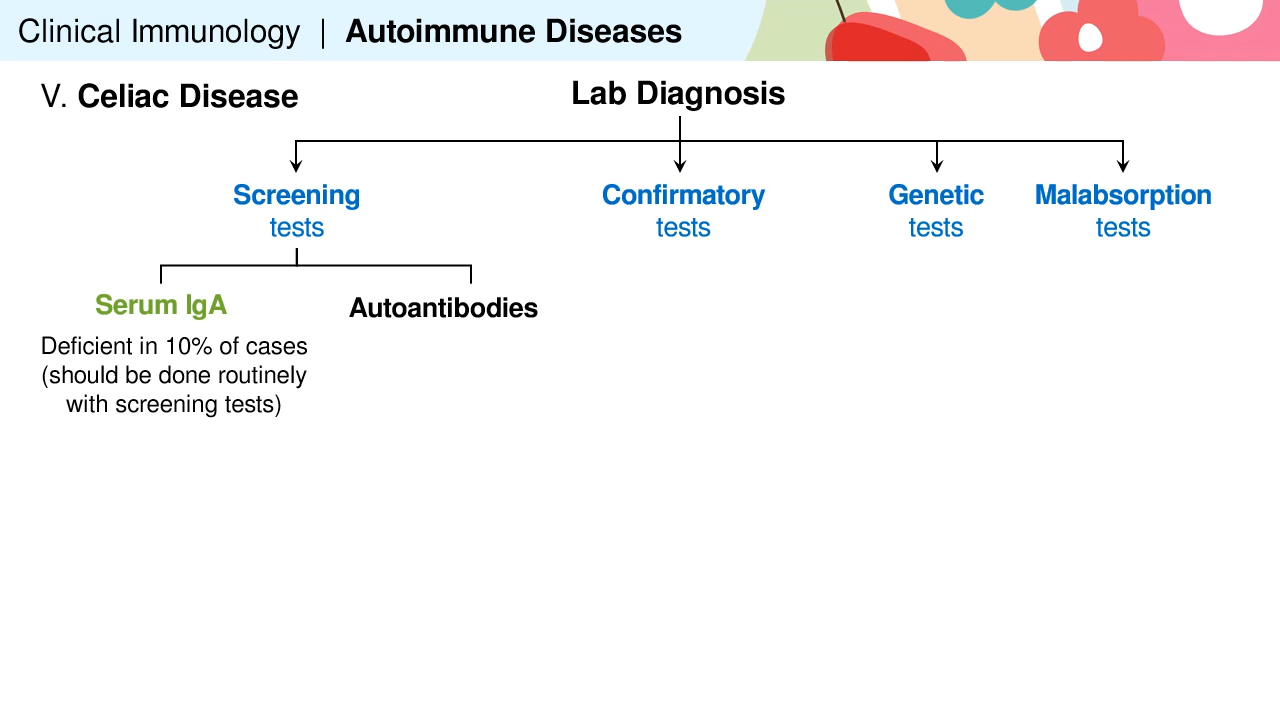 Clinical Immunology | Autoimmune Diseases
V. Celiac Disease
Lab Diagnosis
Screening
tests
Confirmatory
tests
Genetic
tests
Malabsorption
tests
Serum IgA
Deficient in 10% of cases
(should be done routinely
with screening tests)
Autoantibodies